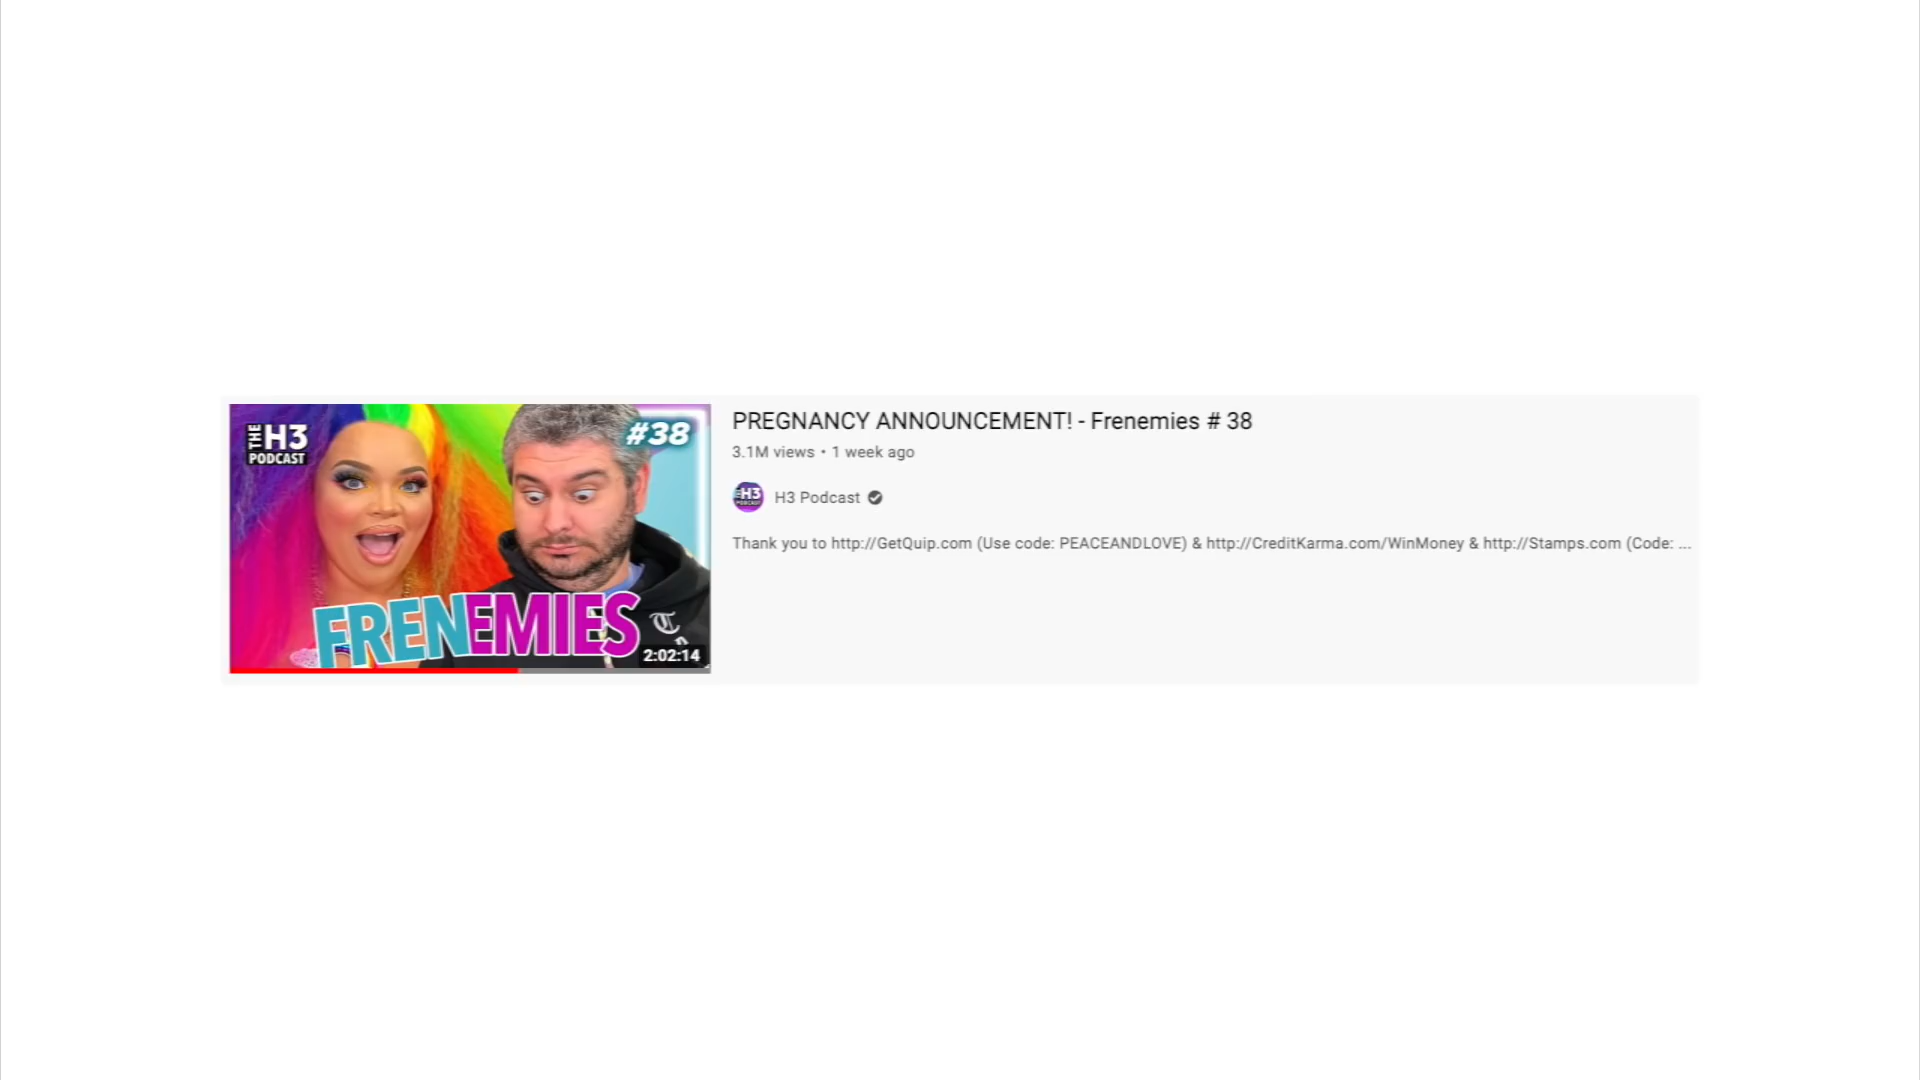 THE H3
PODCAST
#38
FRENEMIES
2:02:14
PREGNANCY ANNOUNCEMENT! - Frenemies # 38
3.1M views • 1 week ago
H3 Podcast
Thank you to http://GetQuip.com (Use code: PEACEANDLOVE) & http://CreditKarma.com/WinMoney & http://Stamps.com (Code: ...